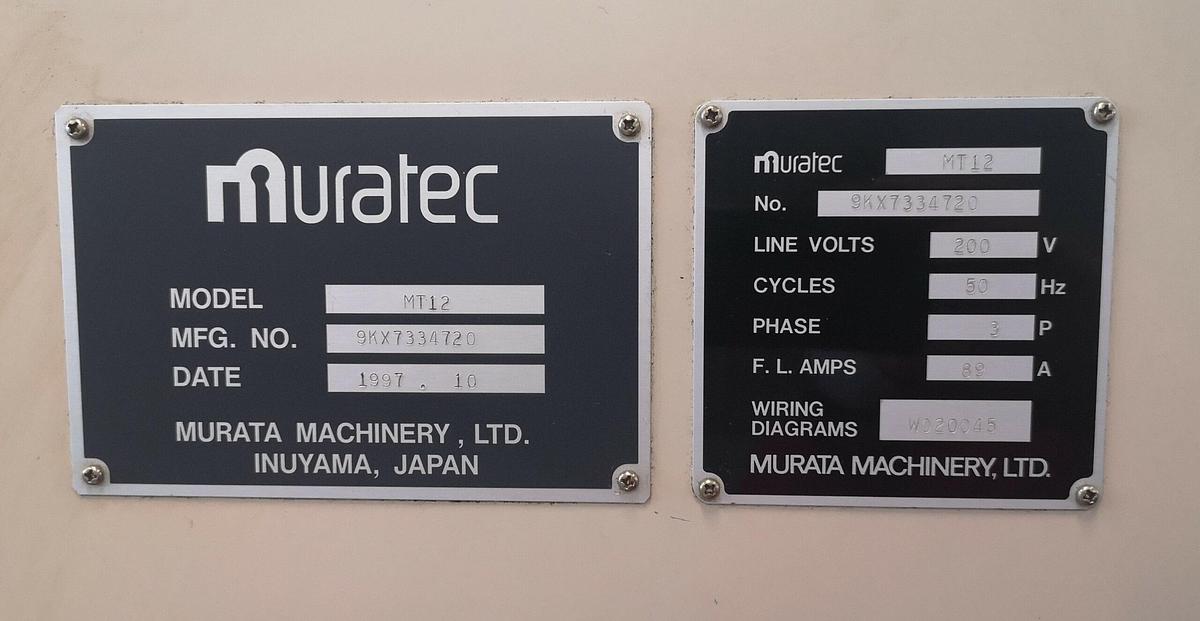 muratec
MODEL MT12
MFG. NO. 9KX7334720
DATE 1997 . 10
MURATA MACHINERY, LTD.
INUYAMA, JAPAN
muratec MT12
No. 9KX7334720
LINE VOLTS 200 V
CYCLES 50 Hz
PHASE 3 P
F. L. AMPS 89 A
WIRING
DIAGRAMS WD20045
MURATA MACHINERY, LTD.